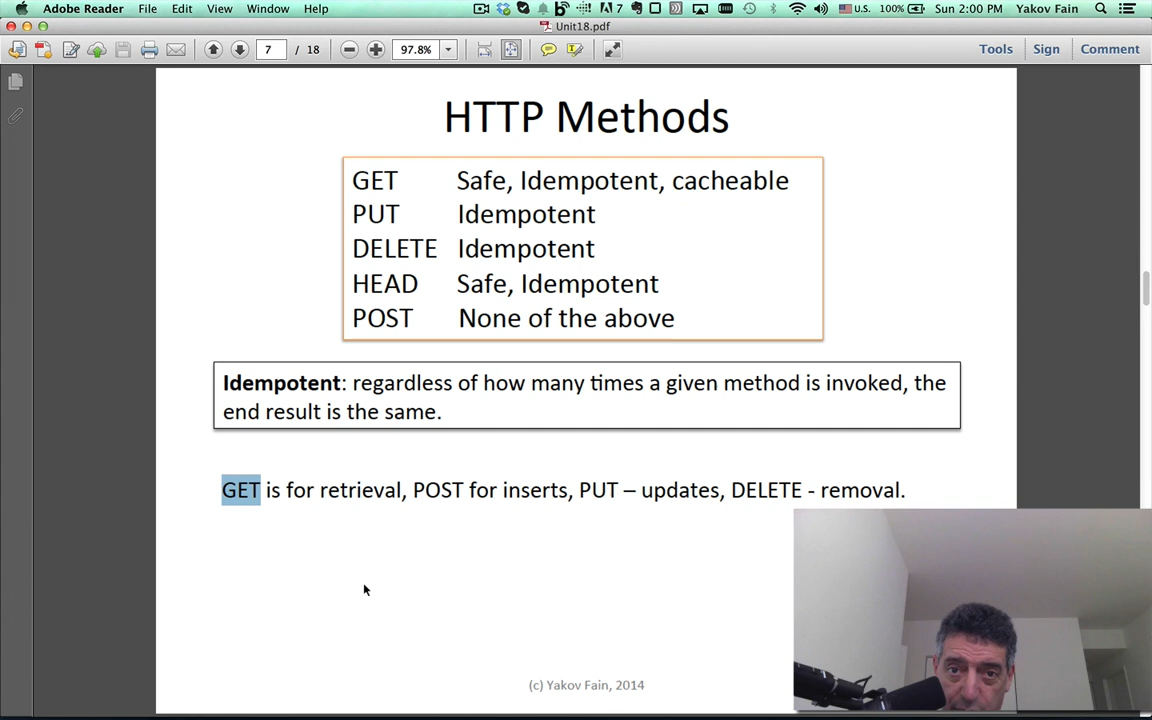 Adobe Reader File Edit View Window Help 7 U.S. 100% Sun 2:00 PM Yakov Fain
Unit18.pdf
7 / 18 97.8% Tools Sign Comment
HTTP Methods
GET Safe, Idempotent, cacheable
PUT Idempotent
DELETE Idempotent
HEAD Safe, Idempotent
POST None of the above
Idempotent: regardless of how many times a given method is invoked, the
end result is the same.
GET is for retrieval, POST for inserts, PUT – updates, DELETE - removal.
(c) Yakov Fain, 2014